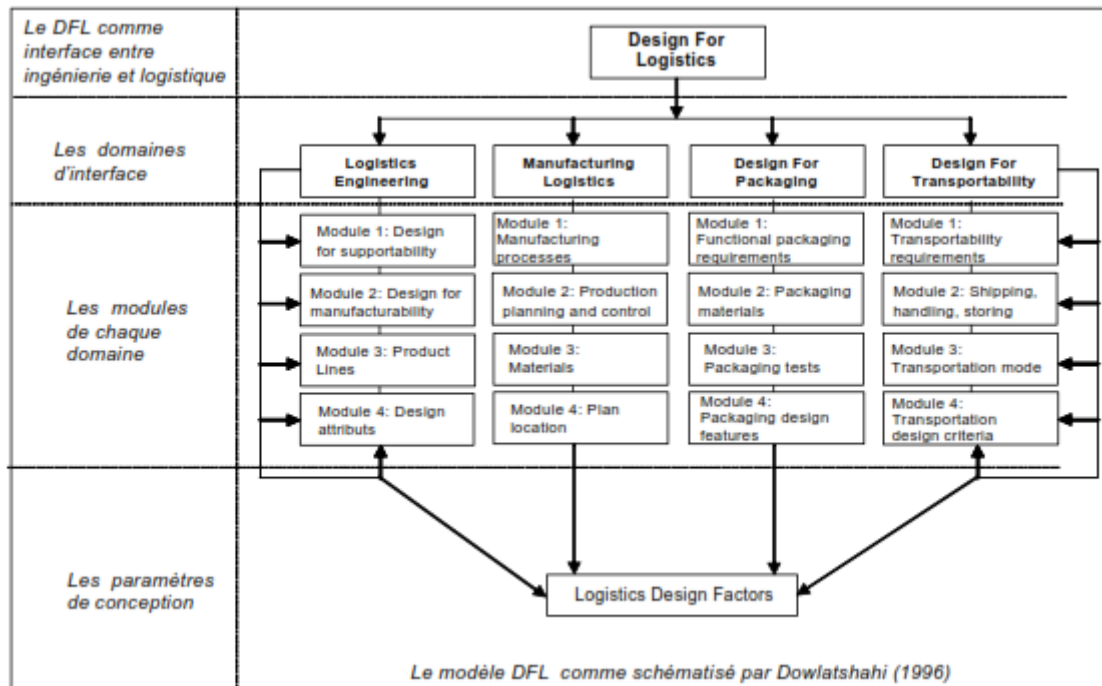 Le DFL comme
interface entre
ingénierie et logistique
Design For
Logistics
Les domaines
d'interface
Logistics
Engineering
Manufacturing
Logistics
Design For
Packaging
Design For
Transportability
Les modules
de chaque
domaine
Module 1: Design
for supportability
Module 1:
Manufacturing
processes
Module 1:
Functional packaging
requirements
Module 1:
Transportability
requirements
Module 2: Design for
manufacturability
Module 2: Production
planning and control
Module 2: Packaging
materials
Module 2: Shipping,
handling, storing
Module 3: Product
Lines
Module 3:
Materials
Module 3:
Packaging tests
Module 3:
Transportation mode
Module 4: Design
attributs
Module 4: Plan
location
Module 4:
Packaging design
features
Module 4:
Transportation
design criteria
Les paramètres
de conception
Logistics Design Factors
Le modèle DFL comme schématisé par Dowlatshahi (1996)